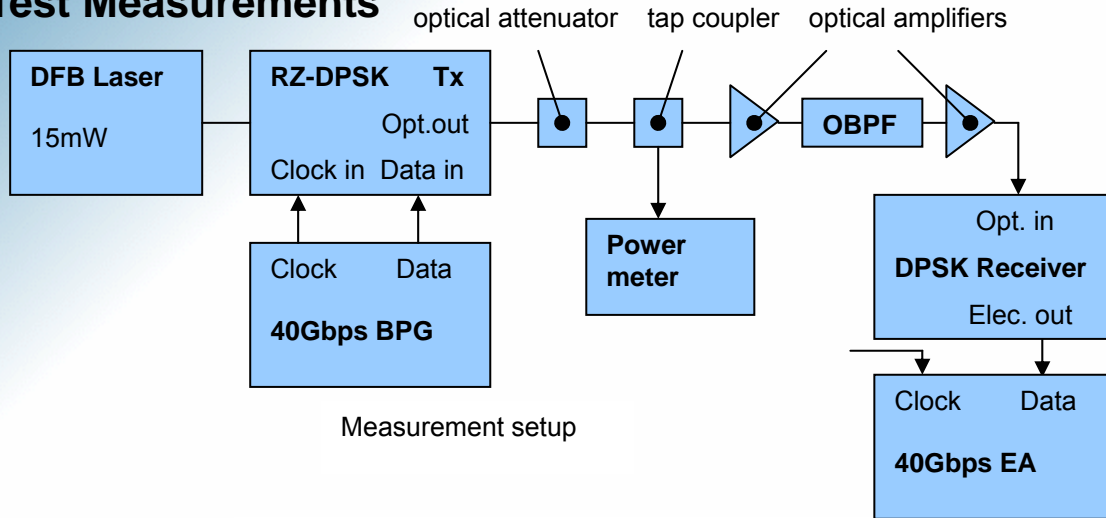 Test Measurements
optical attenuator tap coupler optical amplifiers
DFB Laser
15mW
RZ-DPSK Tx
Opt.out
Clock in Data in
OBPF
Clock Data
40Gbps BPG
Power
meter
Opt. in
DPSK Receiver
Elec. out
Clock Data
40Gbps EA
Measurement setup